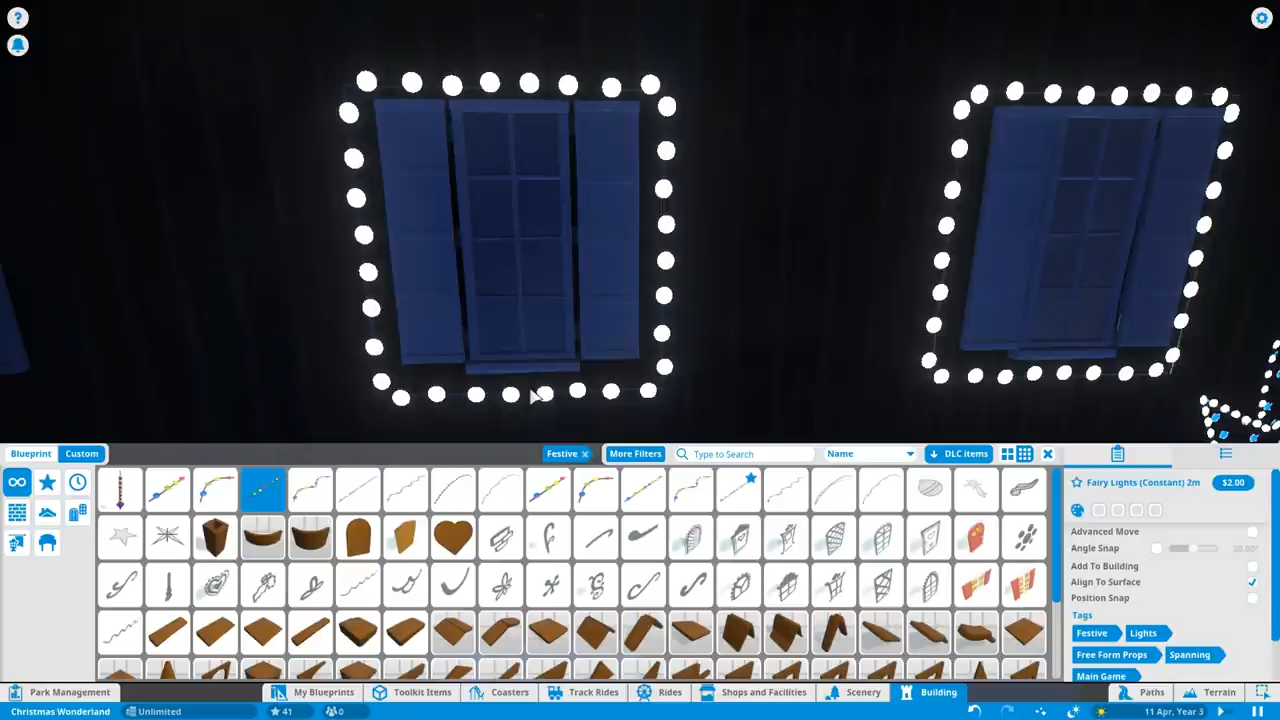 ?
Blueprint Custom Festive × More Filters Type to Search Name DLC items
Fairy Lights (Constant) 2m $2.00
Advanced Move
Angle Snap 30.00°
Add To Building
Align To Surface
Position Snap
Tags
Festive Lights
Free Form Props Spanning
Main Game
Park Management My Blueprints Toolkit Items Coasters Track Rides Rides Shops and Facilities Scenery Building Paths Terrain
Christmas Wonderland Unlimited 41 0 11 Apr, Year 3